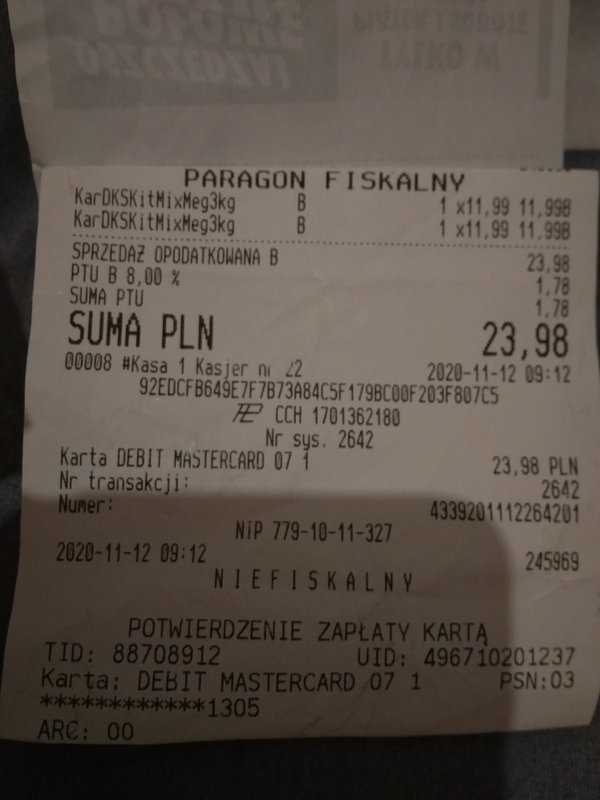 PARAGON FISKALNY
KarDKSKitMixMeg3kg B 1 x11,99 11,99B
KarDKSKitMixMeg3kg B 1 x11,99 11,99B
SPRZEDAŻ OPODATKOWANA B 23,98
PTU B 8,00 % 1,78
SUMA PTU 1,78
SUMA PLN 23,98
00008 #Kasa 1 Kasjer nr 22 2020-11-12 09:12
92EDCFB649E7F7B73A84C5F179BC00F203F807C5
CCH 1701362180
Nr sys. 2642
Karta DEBIT MASTERCARD 07 1 23,98 PLN
Nr transakcji: 2642
Numer: 4339201112264201
NIP 779-10-11-327
2020-11-12 09:12 245969
NIEFISKALNY
POTWIERDZENIE ZAPŁATY KARTĄ
TID: 88708912 UID: 496710201237
Karta: DEBIT MASTERCARD 07 1 PSN:03
************1305
ARC: 00